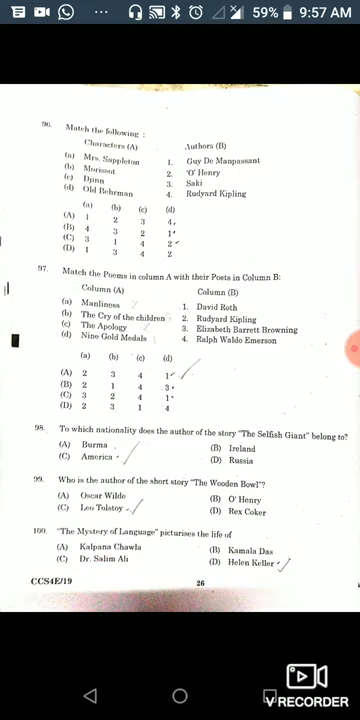 59% 9:57 AM
96. Match the following :
Characters (A) Authors (B)
(a) Mrs. Sappleton 1. Guy De Manpassant
(b) Morissot 2. 'O' Henry
(c) Djinn 3. Saki
(d) Old Behrman 4. Rudyard Kipling
(a) (b) (c) (d)
(A) 1 2 3 4
(B) 4 3 2 1
(C) 3 1 4 2
(D) 1 3 4 2
97. Match the Poems in column A with their Poets in Column B:
Column (A) Column (B)
(a) Manliness 1. David Roth
(b) The Cry of the children 2. Rudyard Kipling
(c) The Apology 3. Elizabeth Barrett Browning
(d) Nine Gold Medals 4. Ralph Waldo Emerson
(a) (b) (c) (d)
(A) 2 3 4 1
(B) 2 1 4 3
(C) 3 2 4 1
(D) 2 3 1 4
98. To which nationality does the author of the story "The Selfish Giant" belong to?
(A) Burma (B) Ireland
(C) America (D) Russia
99. Who is the author of the short story "The Wooden Bowl"?
(A) Oscar Wilde (B) O' Henry
(C) Leo Tolstoy (D) Rex Coker
100. "The Mystery of Language" picturises the life of
(A) Kalpana Chawla (B) Kamala Das
(C) Dr. Salim Ali (D) Helen Keller
CCS4E/19 26
V RECORDER